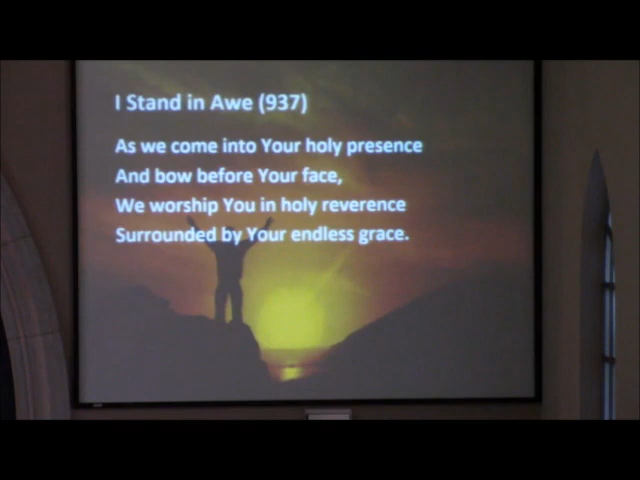 I Stand in Awe (937)
As we come into Your holy presence
And bow before Your face,
We worship You in holy reverence
Surrounded by Your endless grace.